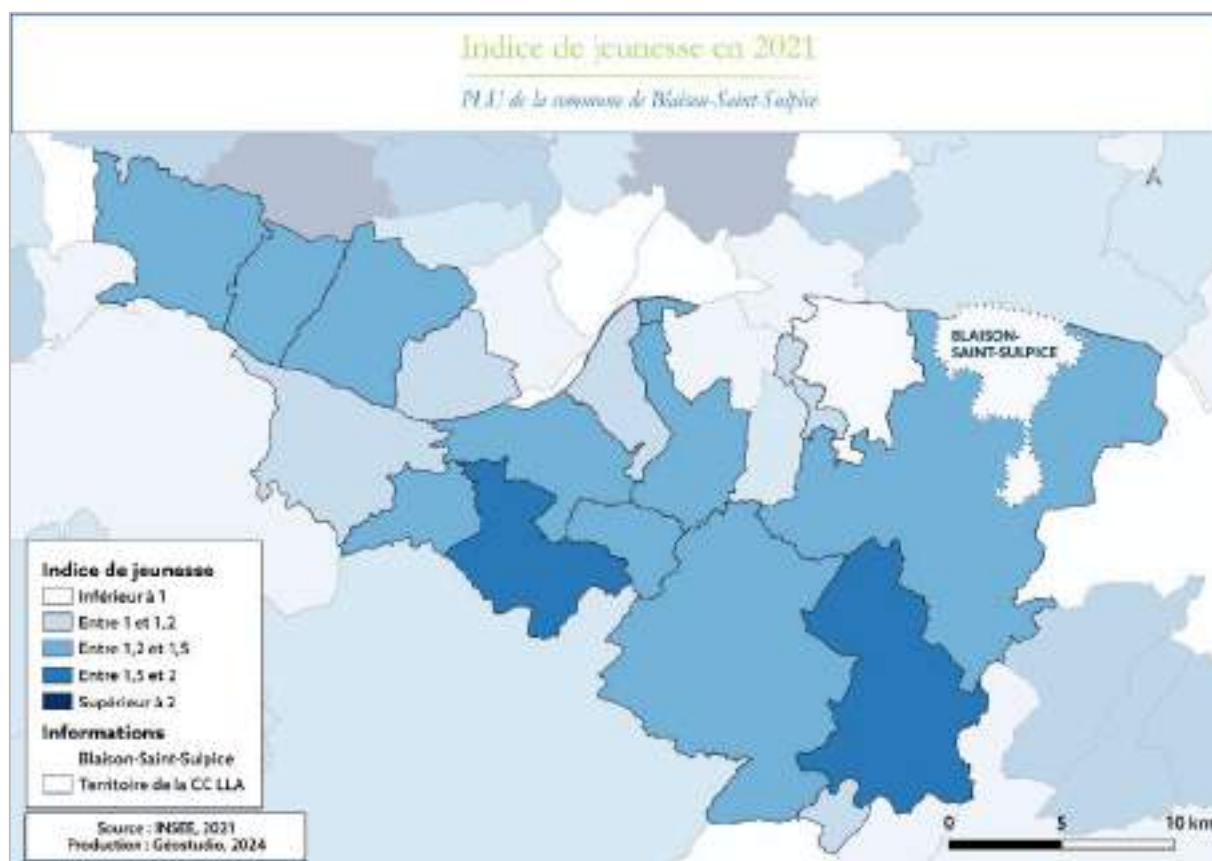 Indice de jeunesse en 2021
PLU de la commune de Blaison-Saint-Sulpice
A
BLAISON-
SAINT-SULPICE
Indice de jeunesse
Inférieur à 1
Entre 1 et 1,2
Entre 1,2 et 1,5
Entre 1,5 et 2
Supérieur à 2
Informations
Blaison-Saint-Sulpice
Territoire de la CC LLA
Source : INSEE, 2021
Production : Géostudio, 2024
0 5 10 km